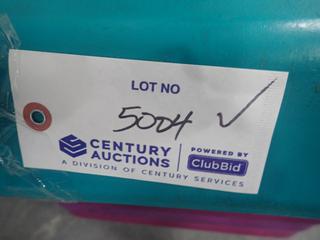 LOT NO
5004 ✓
CENTURY AUCTIONS
POWERED BY
ClubBid
A DIVISION OF CENTURY SERVICES